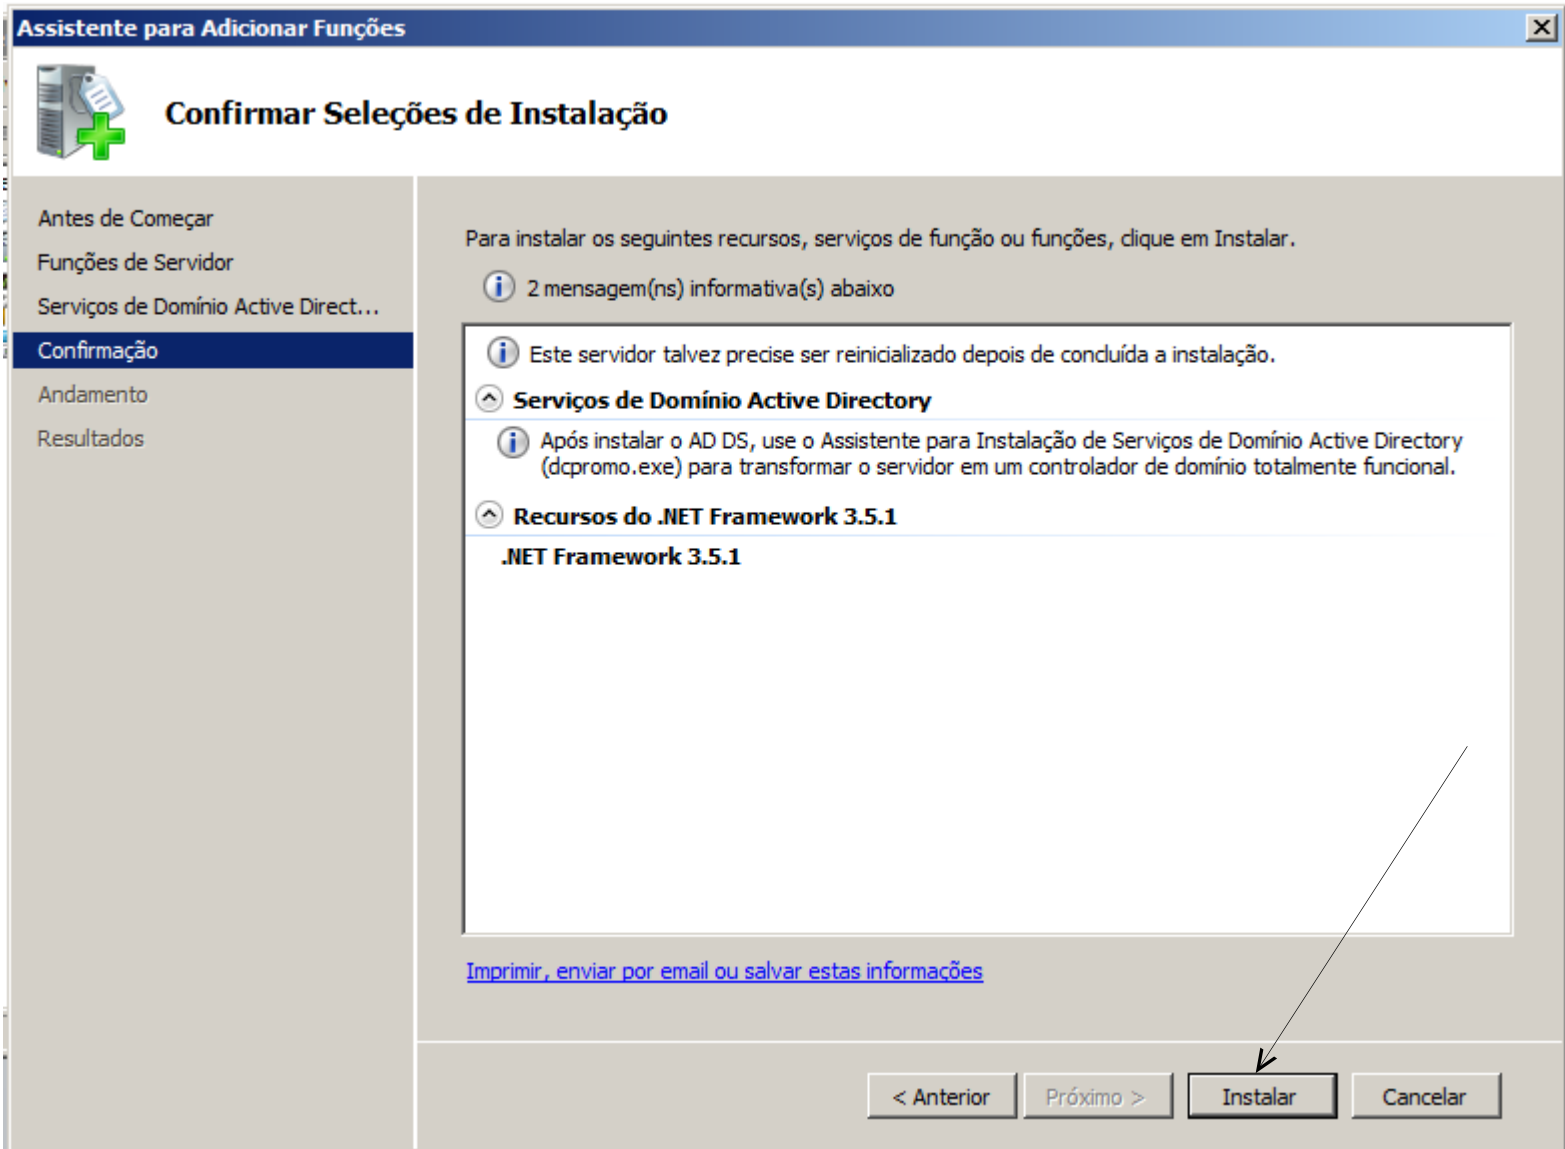 Assistente para Adicionar Funções
Confirmar Seleções de Instalação
Antes de Começar
Funções de Servidor
Serviços de Domínio Active Direct...
Confirmação
Andamento
Resultados
Para instalar os seguintes recursos, serviços de função ou funções, clique em Instalar.
2 mensagem(ns) informativa(s) abaixo
Este servidor talvez precise ser reinicializado depois de concluída a instalação.
Serviços de Domínio Active Directory
Após instalar o AD DS, use o Assistente para Instalação de Serviços de Domínio Active Directory
(dcpromo.exe) para transformar o servidor em um controlador de domínio totalmente funcional.
Recursos do .NET Framework 3.5.1
.NET Framework 3.5.1
Imprimir, enviar por email ou salvar estas informações
< Anterior
Próximo >
Instalar
Cancelar